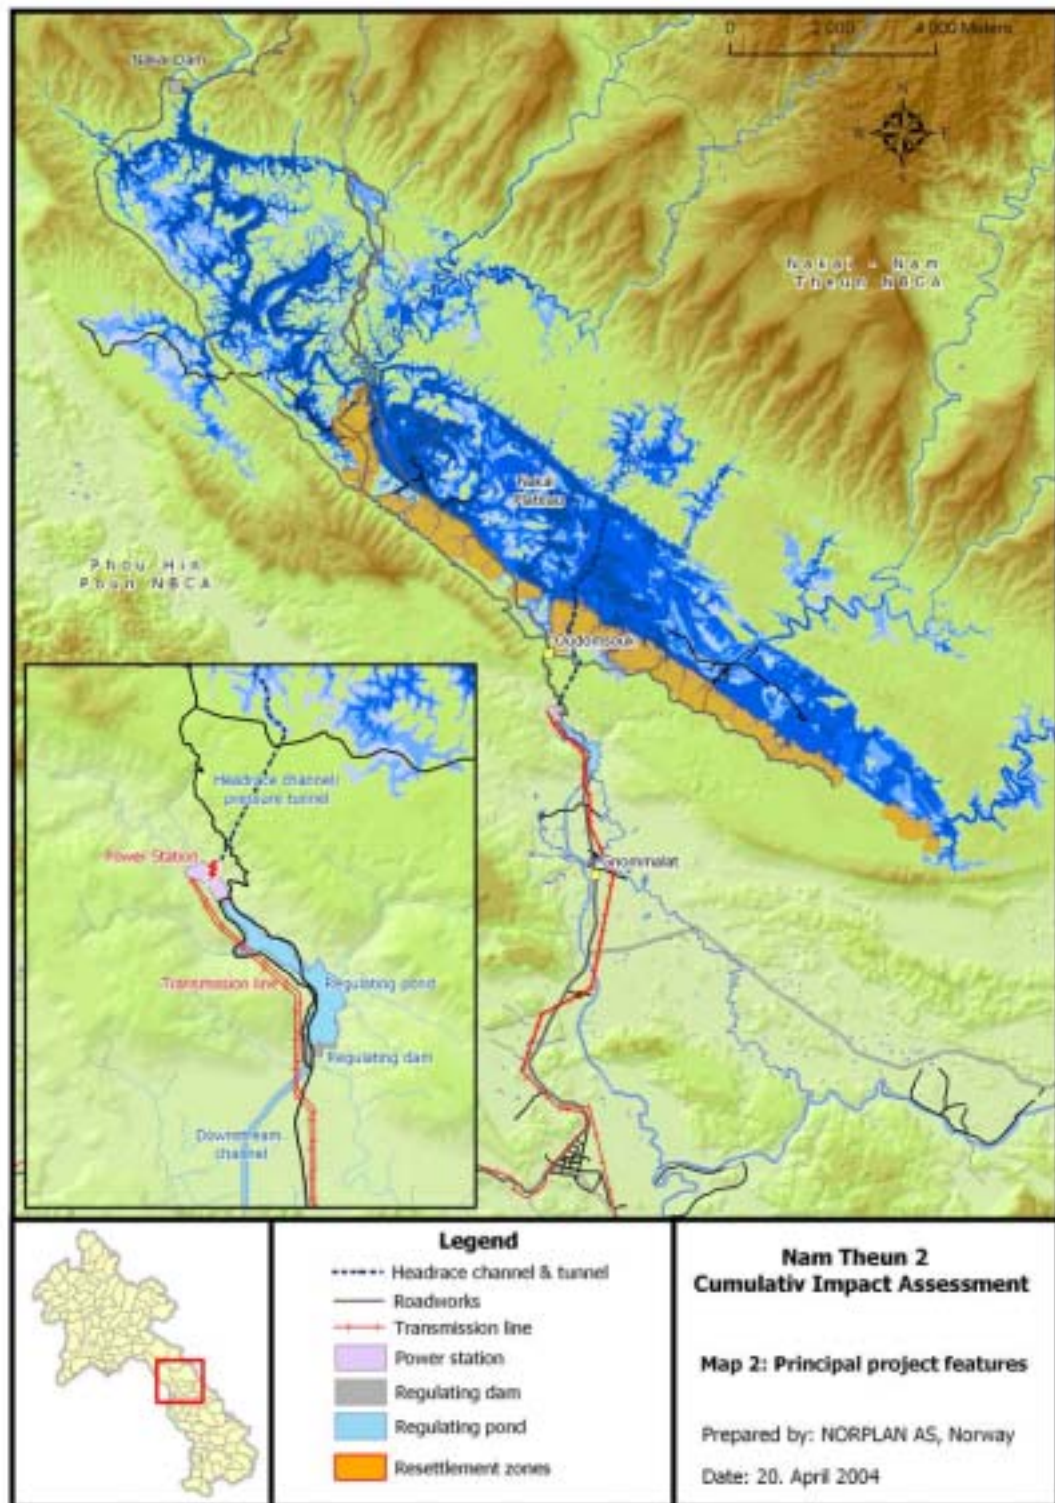 Nakai Dam
0 2 000 4 000 Meters
N
W E
S
Nakai - Nam
Theun NBCA
Nakai
Plateau
Phou Hin
Phun NBCA
Oudomsouk
Gnommalat
Headrace channel/
pressure tunnel
Power Station
Transmission line
Regulating pond
Regulating dam
Downstream
channel
Legend
Headrace channel & tunnel
Roadworks
Transmission line
Power station
Regulating dam
Regulating pond
Resettlement zones
Nam Theun 2
Cumulativ Impact Assessment
Map 2: Principal project features
Prepared by: NORPLAN AS, Norway
Date: 20. April 2004